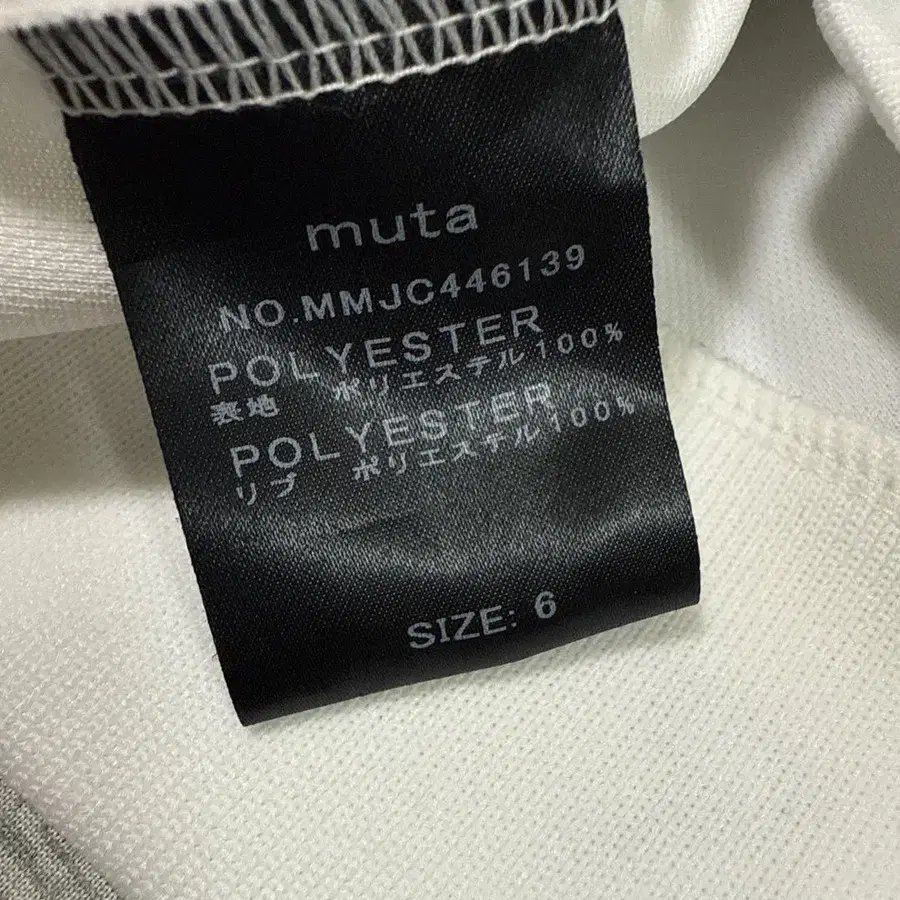 muta
NO.MMJC446139
POLYESTER
表地 ポリエステル100%
POLYESTER
リブ ポリエステル100%
SIZE: 6